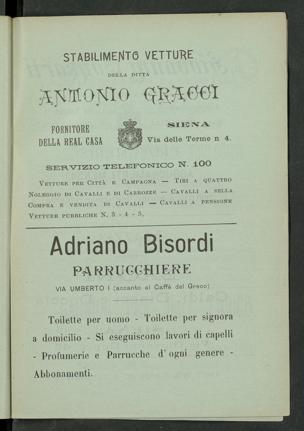 STABILIMENTO VETTURE
DELLA DITTA
ANTONIO GRACCI
FORNITORE
DELLA REAL CASA
SIENA
Via delle Terme n 4.
SERVIZIO TELEFONICO N. 100
VETTURE PER CITTÀ E CAMPAGNA — TIRI A QUATTRO
NOLEGGIO DI CAVALLI E DI CARROZZE — CAVALLI A SELLA
COMPRA E VENDITA DI CAVALLI — CAVALLI A PENSIONE
VETTURE PUBBLICHE N. 3 - 4 - 5.
Adriano Bisordi
PARRUCCHIERE
VIA UMBERTO I (accanto al Caffè del Greco)
Toilette per uomo - Toilette per signora
a domicilio - Si eseguiscono lavori di capelli
- Profumerie e Parrucche d'ogni genere -
Abbonamenti.